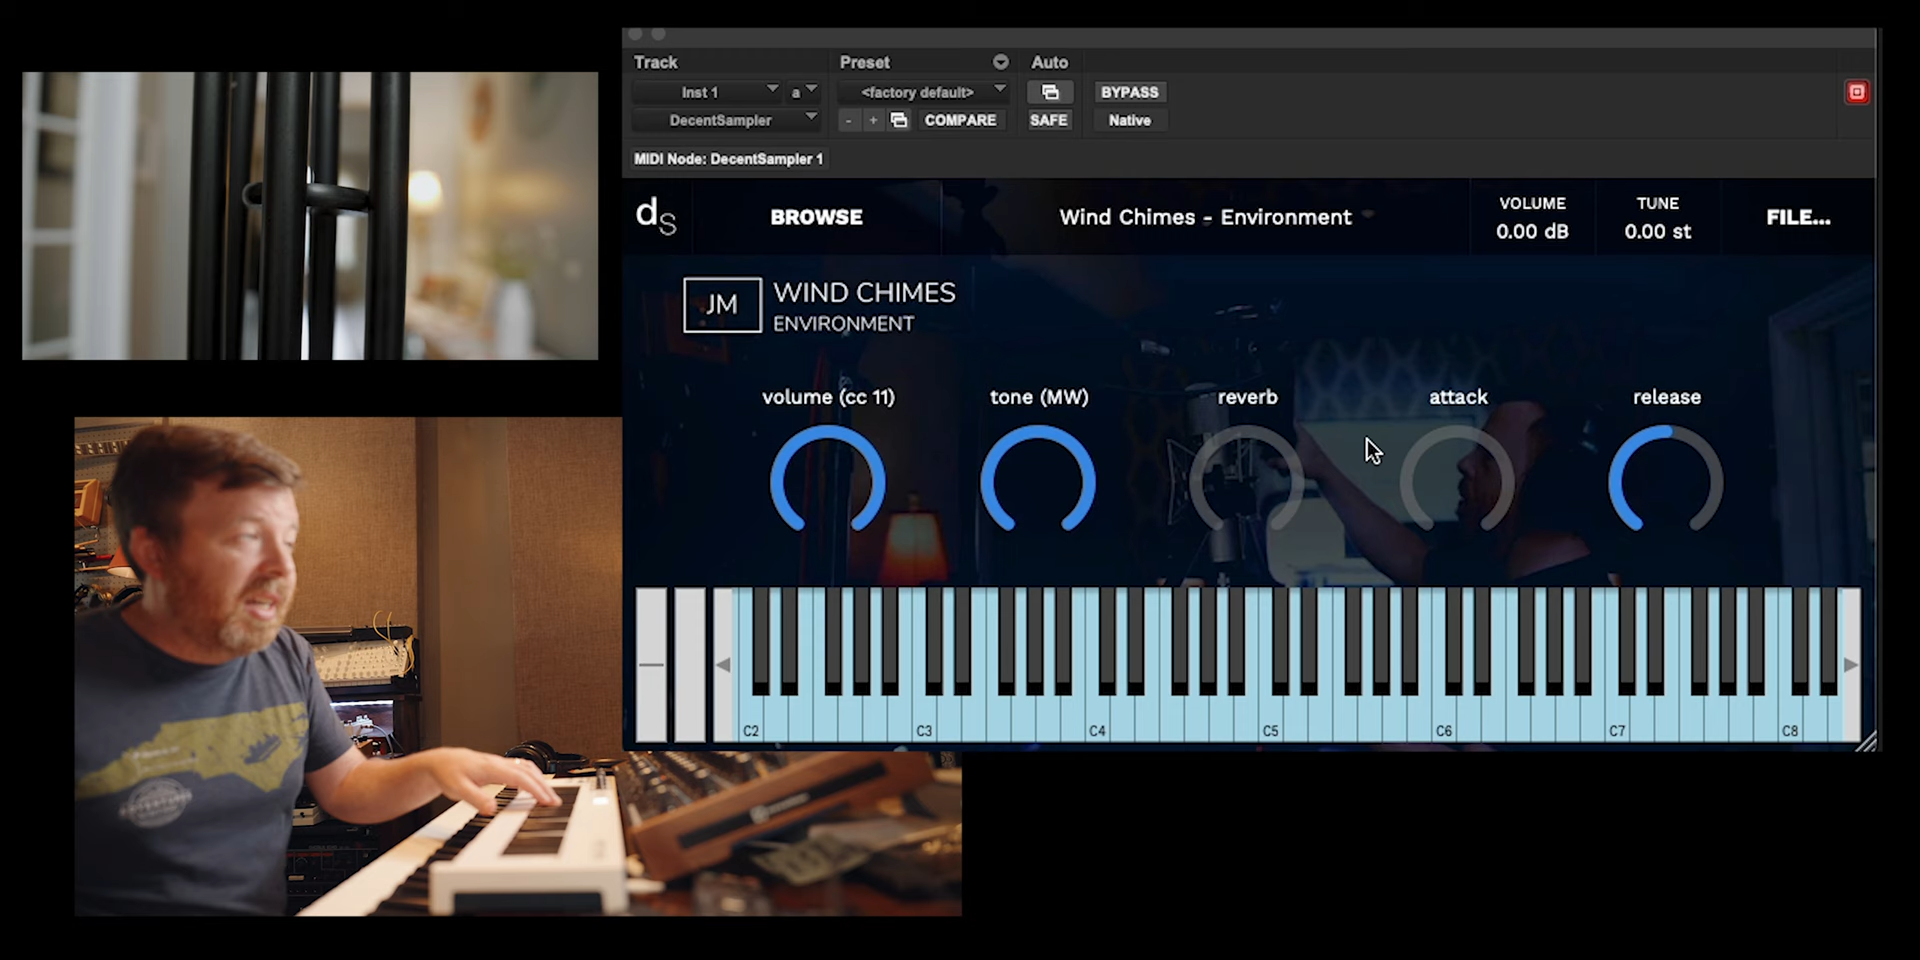 Track
Preset
Auto
Inst 1
a
<factory default>
BYPASS
DecentSampler
- +
COMPARE
SAFE
Native
MIDI Node: DecentSampler 1
ds
BROWSE
Wind Chimes - Environment
VOLUME
0.00 dB
TUNE
0.00 st
FILE...
JM
WIND CHIMES
ENVIRONMENT
volume (cc 11)
tone (MW)
reverb
attack
release
C2
C3
C4
C5
C6
C7
C8